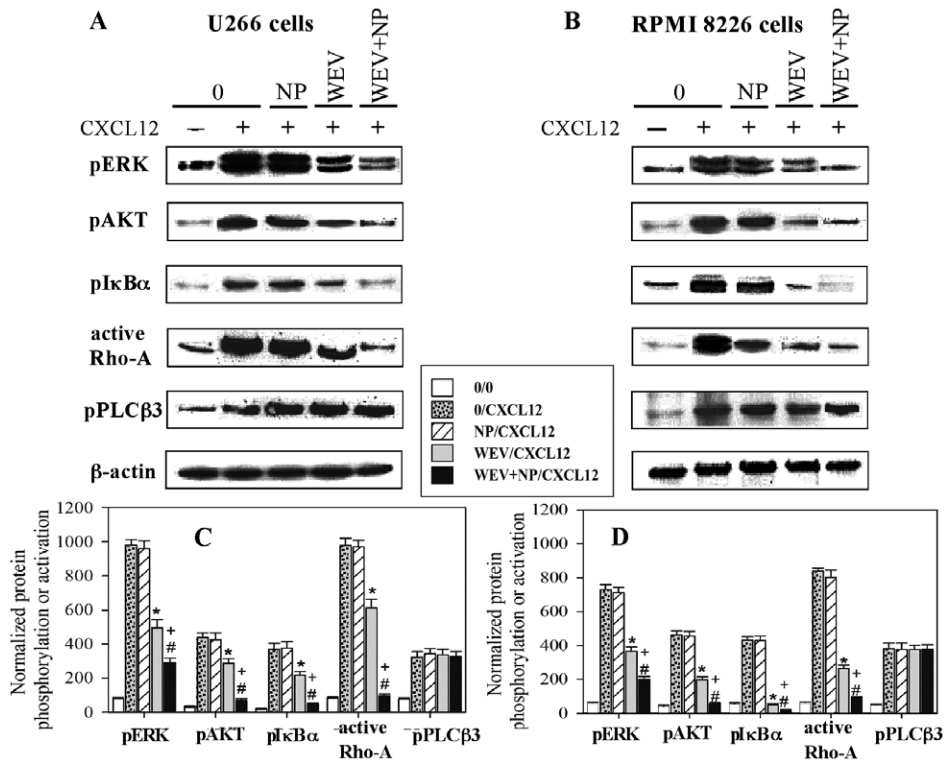 A U266 cells
0 NP WEV WEV+NP
CXCL12 – + + + +
pERK
pAKT
pIκBα
active
Rho-A
pPLCβ3
β-actin
B RPMI 8226 cells
0 NP WEV WEV+NP
CXCL12 – + + + +
0/0
0/CXCL12
NP/CXCL12
WEV/CXCL12
WEV+NP/CXCL12
C
Normalized protein
phosphorylation or activation
1200
1000
800
600
400
200
0
* + # * + # * + # * + #
pERK pAKT pIκBα active pPLCβ3
Rho-A
D
Normalized protein
phosphorylation or activation
1200
1000
800
600
400
200
0
* + # * + # * + # * + #
pERK pAKT pIκBα active pPLCβ3
Rho-A